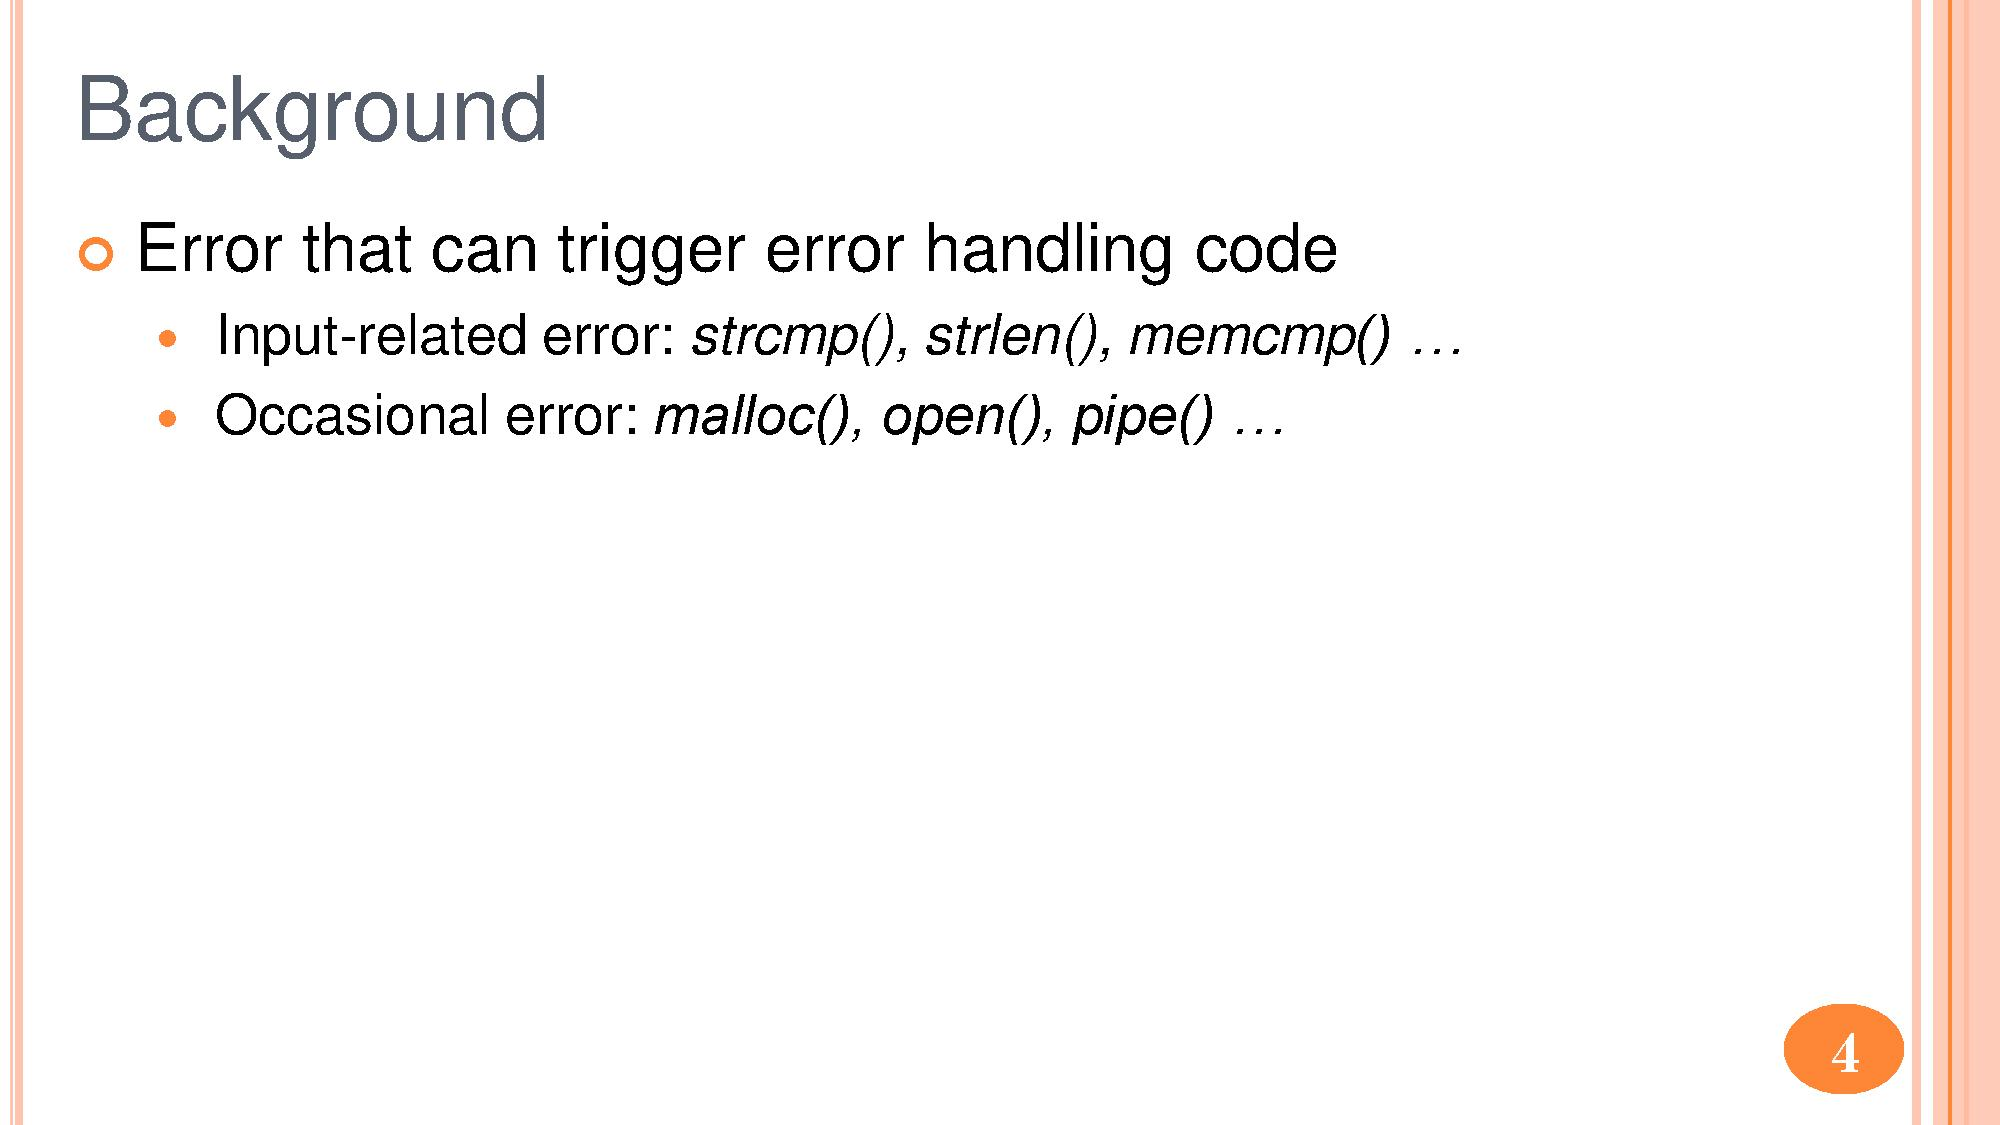 Background
Error that can trigger error handling code
Input-related error: strcmp(), strlen(), memcmp() …
Occasional error: malloc(), open(), pipe() …
4